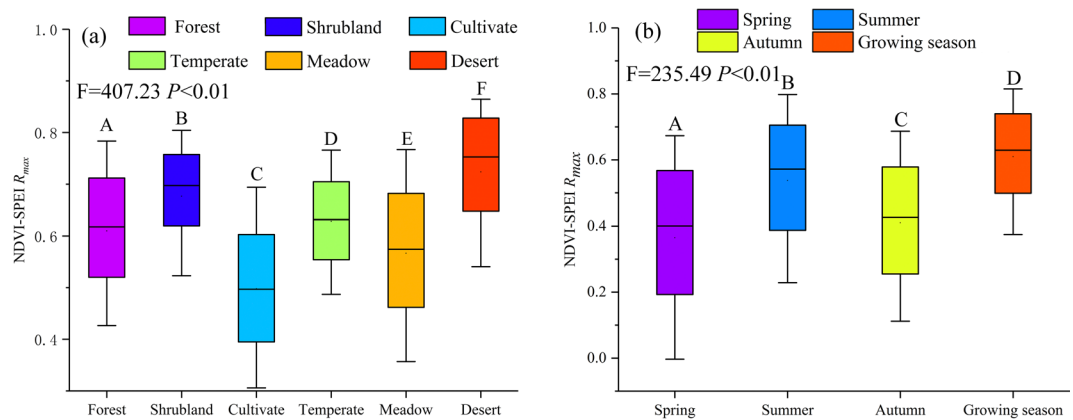 (a)
Forest Shrubland Cultivate
Temperate Meadow Desert
F=407.23 P<0.01
NDVI-SPEI Rmax
1.0
0.8
0.6
0.4
A B C D E F
Forest Shrubland Cultivate Temperate Meadow Desert
(b)
Spring Summer
Autumn Growing season
F=235.49 P<0.01
NDVI-SPEI Rmax
1.0
0.8
0.6
0.4
0.2
0.0
A B C D
Spring Summer Autumn Growing season